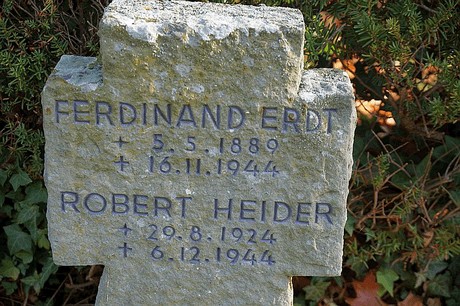 FERDINAND ERDT
+ 5. 5. 1889
+ 16. 11. 1944
ROBERT HEIDER
+ 29. 8. 1924
+ 6. 12. 1944